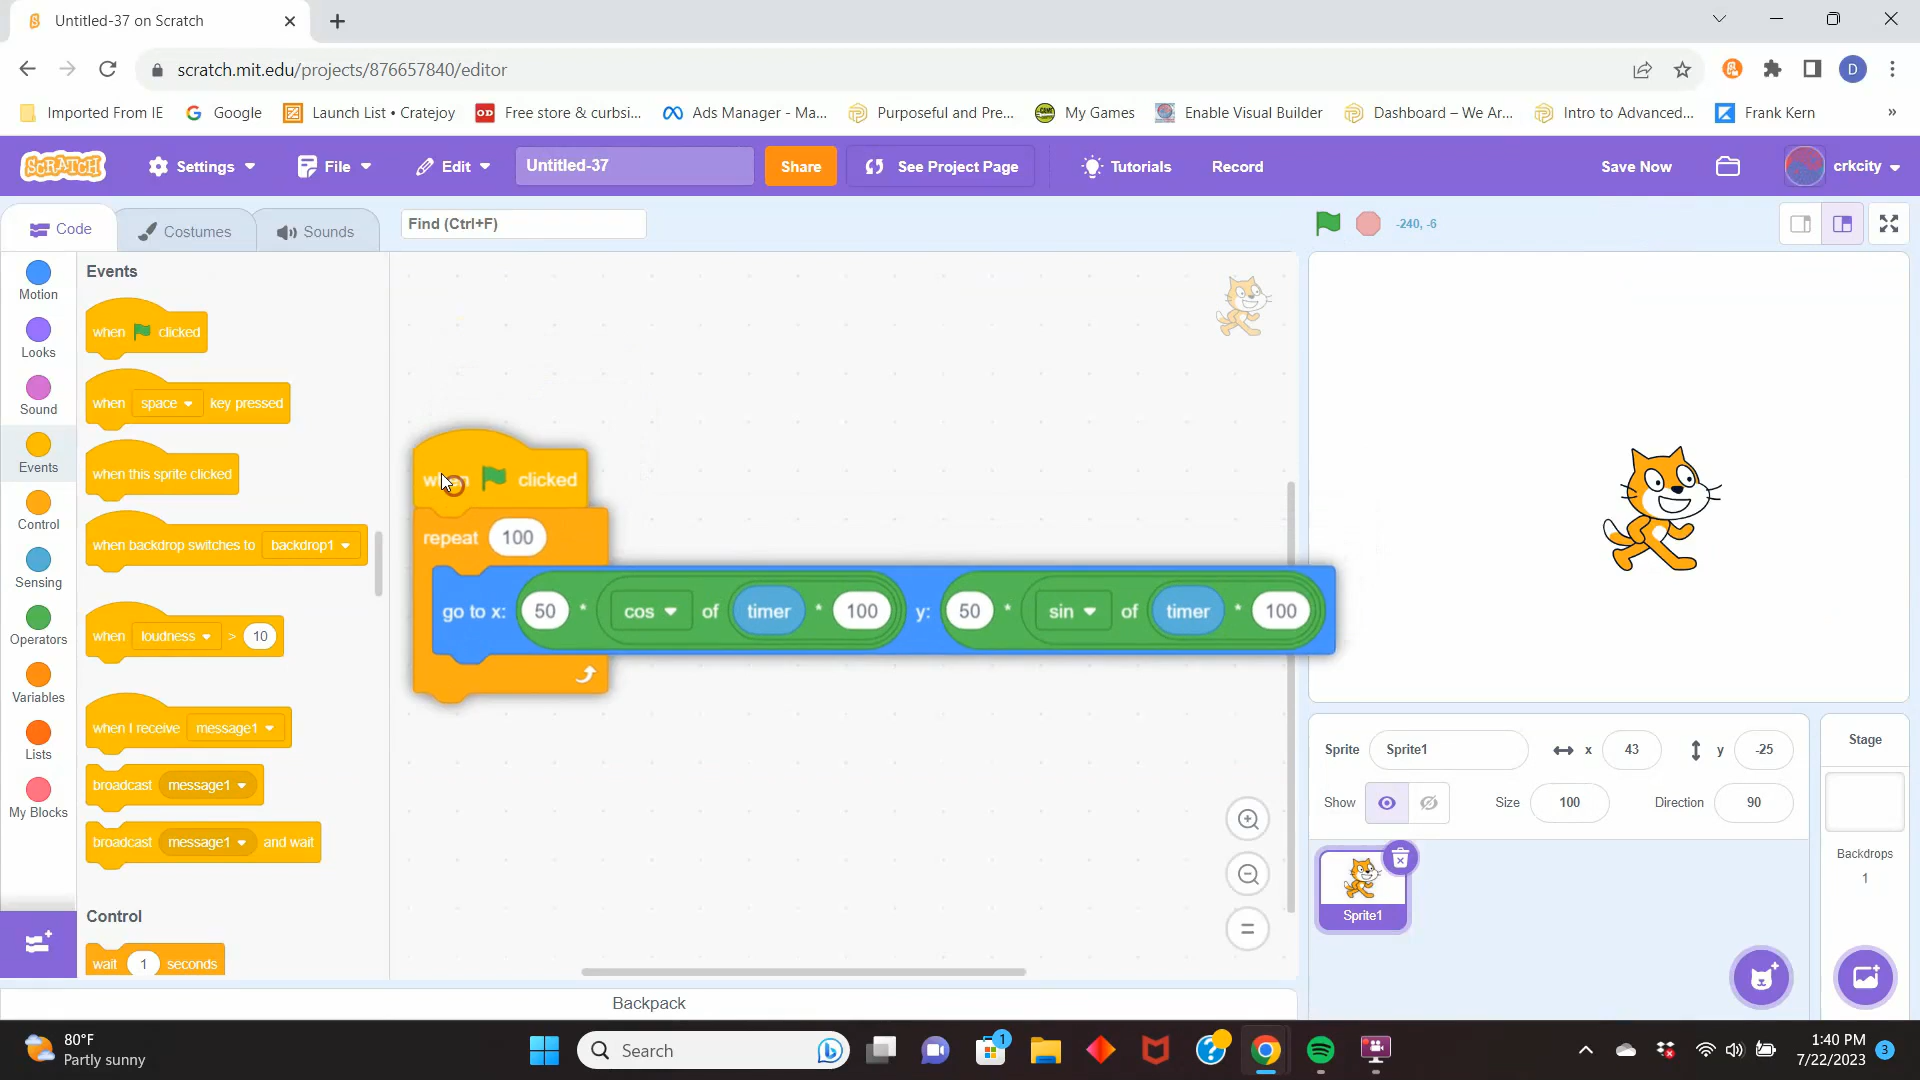 Untitled-37 on Scratch
scratch.mit.edu/projects/876657840/editor
D
Imported From IE
Google
Launch List • Cratejoy
OD Free store & curbsi...
Ads Manager - Ma...
Purposeful and Pre...
My Games
Enable Visual Builder
Dashboard – We Ar...
Intro to Advanced...
Frank Kern
»
SCRATCH
Settings
File
Edit
Untitled-37
Share
See Project Page
Tutorials
Record
Save Now
crkcity
Code
Costumes
Sounds
Find (Ctrl+F)
-240, -6
Motion
Looks
Sound
Events
Control
Sensing
Operators
Variables
Lists
My Blocks
Events
when clicked
when space key pressed
when this sprite clicked
when backdrop switches to backdrop1
when loudness > 10
when I receive message1
broadcast message1
broadcast message1 and wait
Control
wait 1 seconds
when clicked
repeat 100
go to x: 50 * cos of timer * 100 y: 50 * sin of timer * 100
Backpack
Sprite Sprite1 x 43 y -25
Show Size 100 Direction 90
Sprite1
Stage
Backdrops
1
80°F
Partly sunny
Search
1
1:40 PM
7/22/2023
3